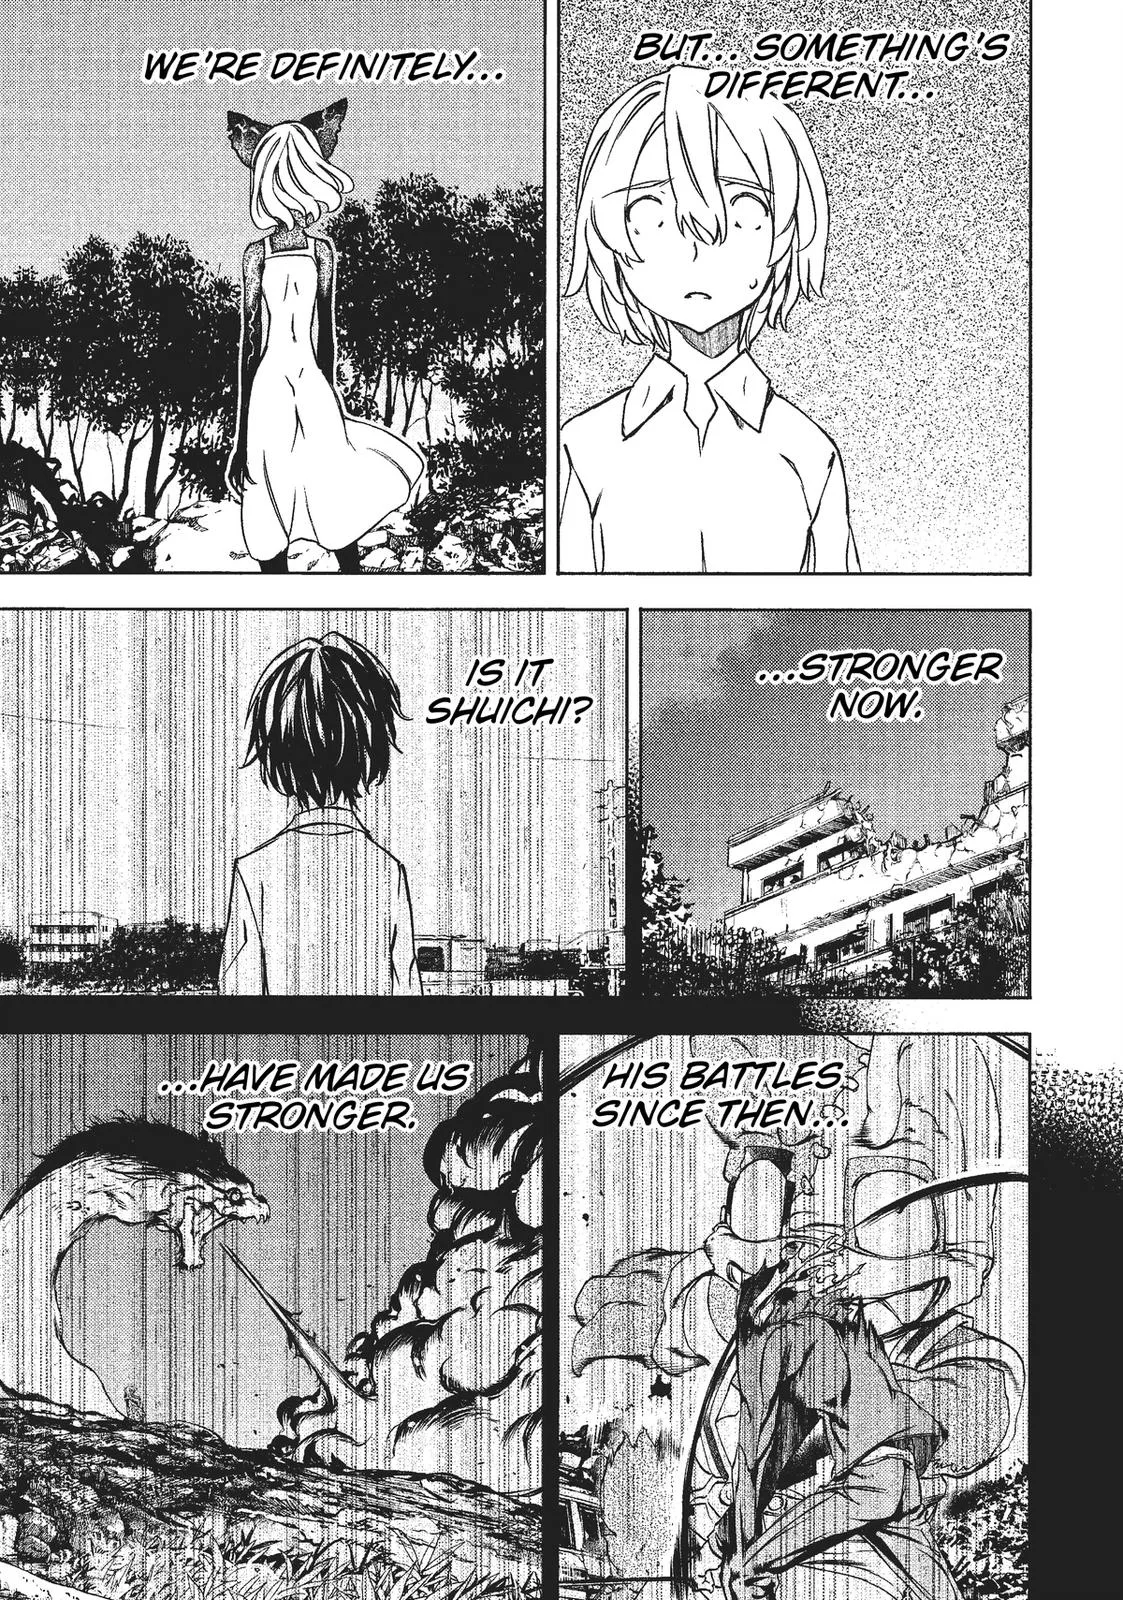 BUT... SOMETHING'S
DIFFERENT...
WE'RE DEFINITELY...
...STRONGER
NOW.
IS IT
SHUICHI?
HIS BATTLES
SINCE THEN...
...HAVE MADE US
STRONGER.